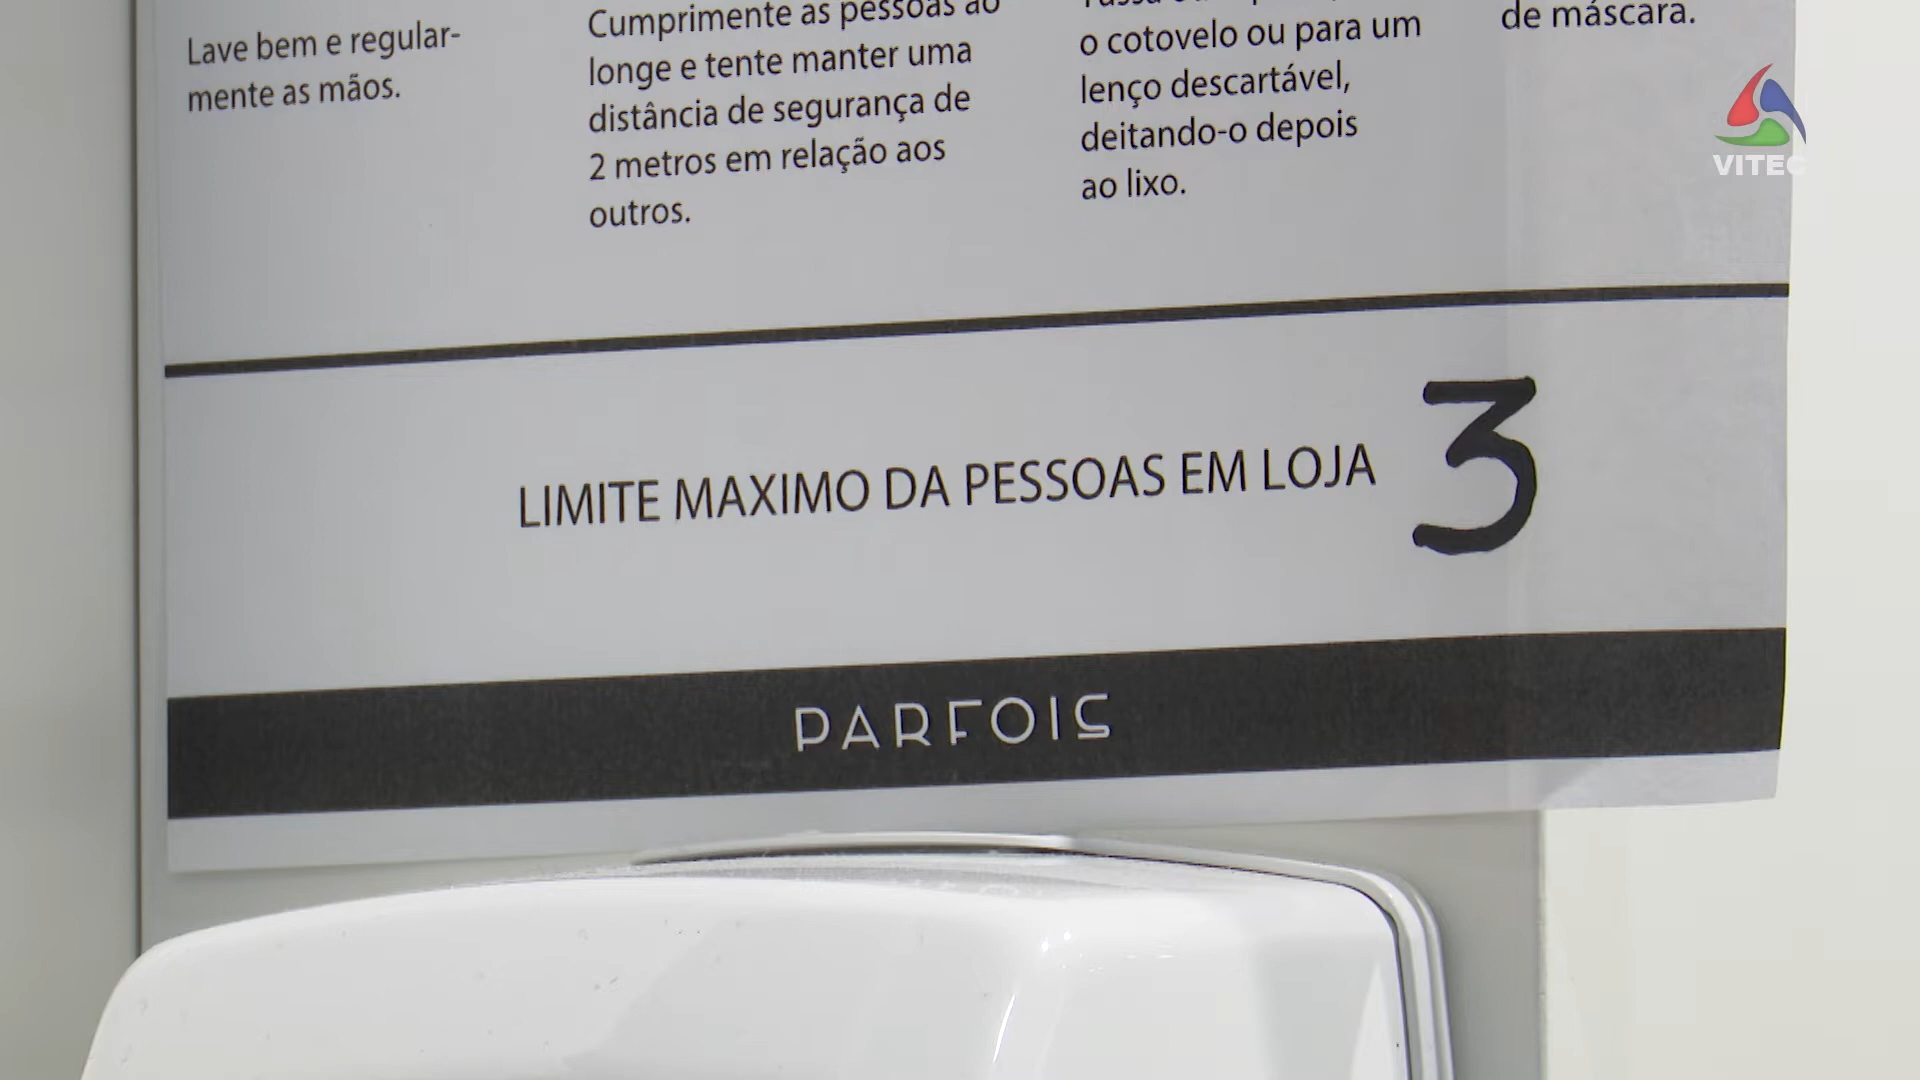 Lave bem e regular-
mente as mãos.
Cumprimente as pessoas ao
longe e tente manter uma
distância de segurança de
2 metros em relação aos
outros.
o cotovelo ou para um
lenço descartável,
deitando-o depois
ao lixo.
de máscara.
VITEC
LIMITE MAXIMO DA PESSOAS EM LOJA 3
PARFOIS